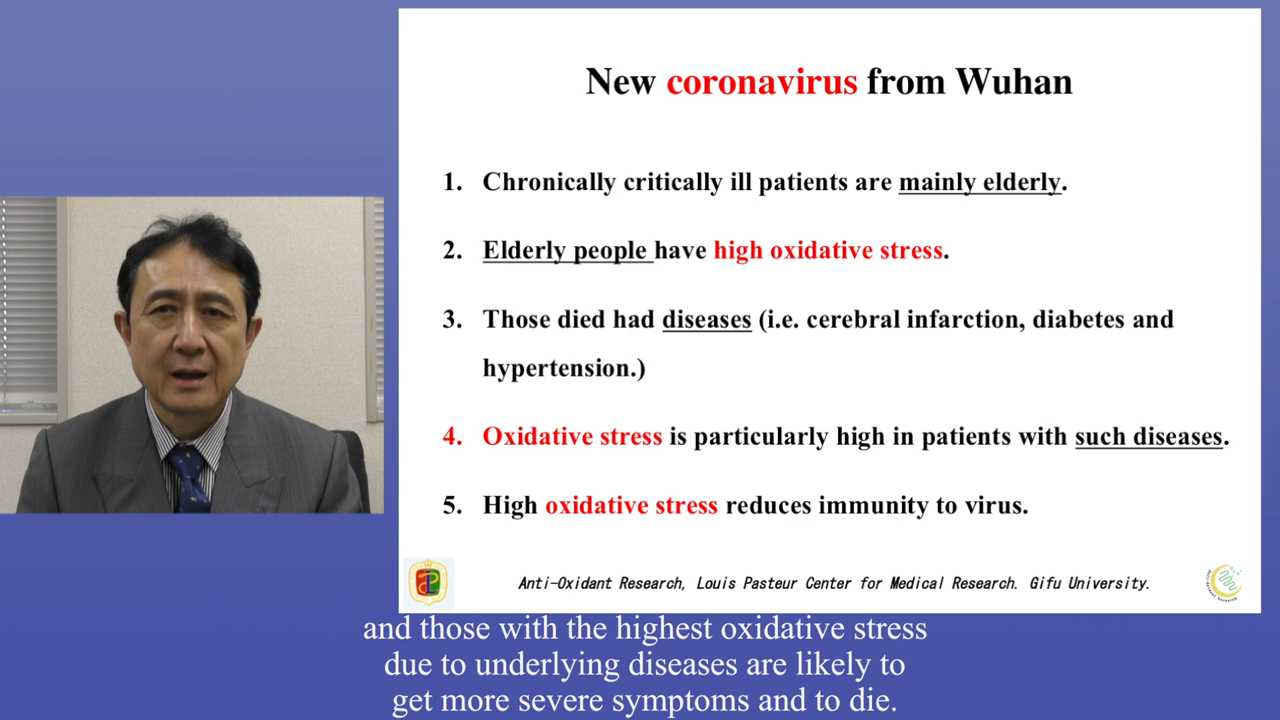 New coronavirus from Wuhan
1. Chronically critically ill patients are mainly elderly.
2. Elderly people have high oxidative stress.
3. Those died had diseases (i.e. cerebral infarction, diabetes and
hypertension.)
4. Oxidative stress is particularly high in patients with such diseases.
5. High oxidative stress reduces immunity to virus.
Anti-Oxidant Research, Louis Pasteur Center for Medical Research. Gifu University.
and those with the highest oxidative stress
due to underlying diseases are likely to
get more severe symptoms and to die.